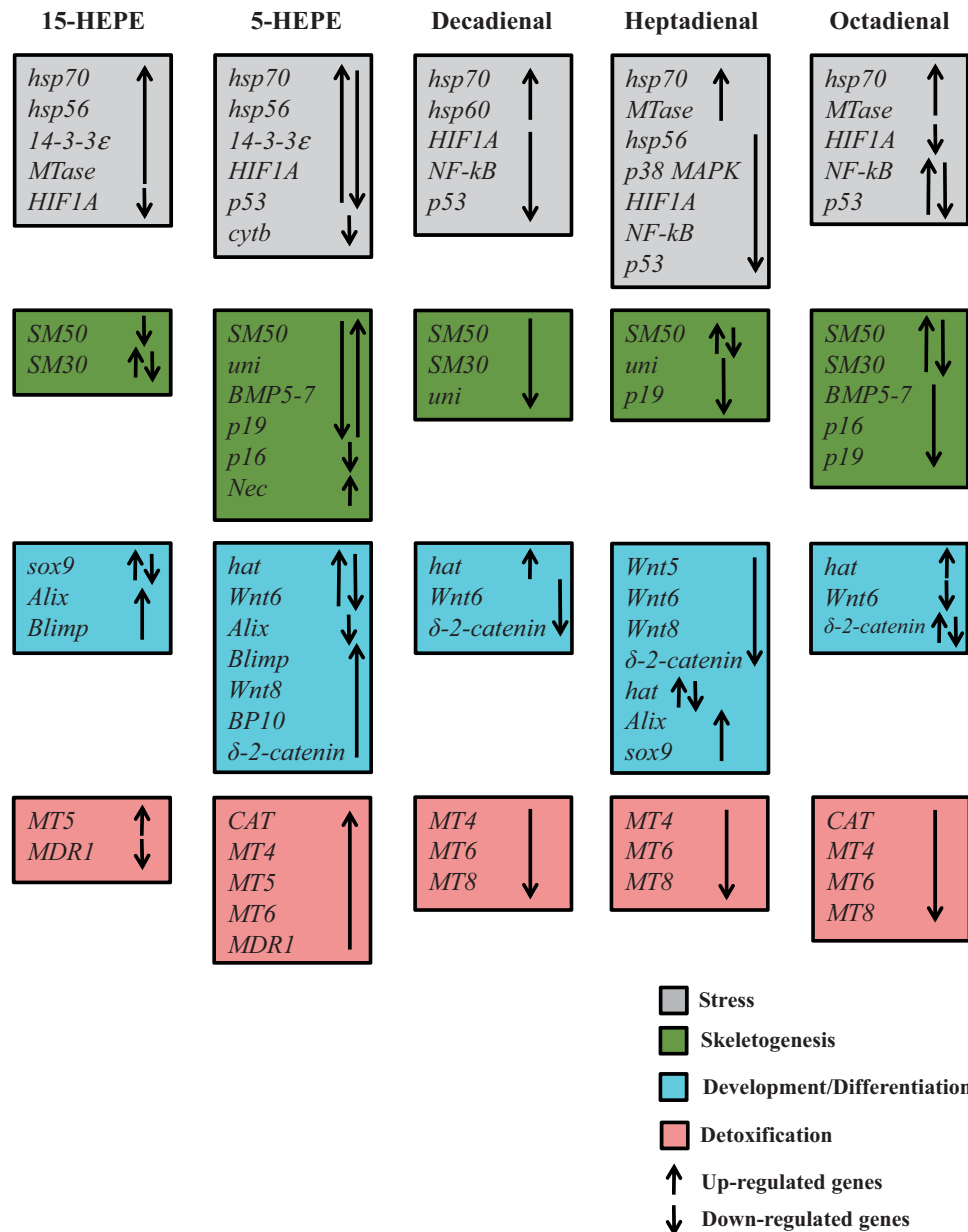 15-HEPE
5-HEPE
Decadienal
Heptadienal
Octadienal
hsp70
hsp56
14-3-3ε
MTase
HIF1A
hsp70
hsp56
14-3-3ε
HIF1A
p53
cytb
hsp70
hsp60
HIF1A
NF-kB
p53
hsp70
MTase
hsp56
p38 MAPK
HIF1A
NF-kB
p53
hsp70
MTase
HIF1A
NF-kB
p53
SM50
SM30
SM50
uni
BMP5-7
p19
p16
Nec
SM50
SM30
uni
SM50
uni
p19
SM50
SM30
BMP5-7
p16
p19
sox9
Alix
Blimp
hat
Wnt6
Alix
Blimp
Wnt8
BP10
δ-2-catenin
hat
Wnt6
δ-2-catenin
Wnt5
Wnt6
Wnt8
δ-2-catenin
hat
Alix
sox9
hat
Wnt6
δ-2-catenin
MT5
MDR1
CAT
MT4
MT5
MT6
MDR1
MT4
MT6
MT8
MT4
MT6
MT8
CAT
MT4
MT6
MT8
Stress
Skeletogenesis
Development/Differentiation
Detoxification
Up-regulated genes
Down-regulated genes